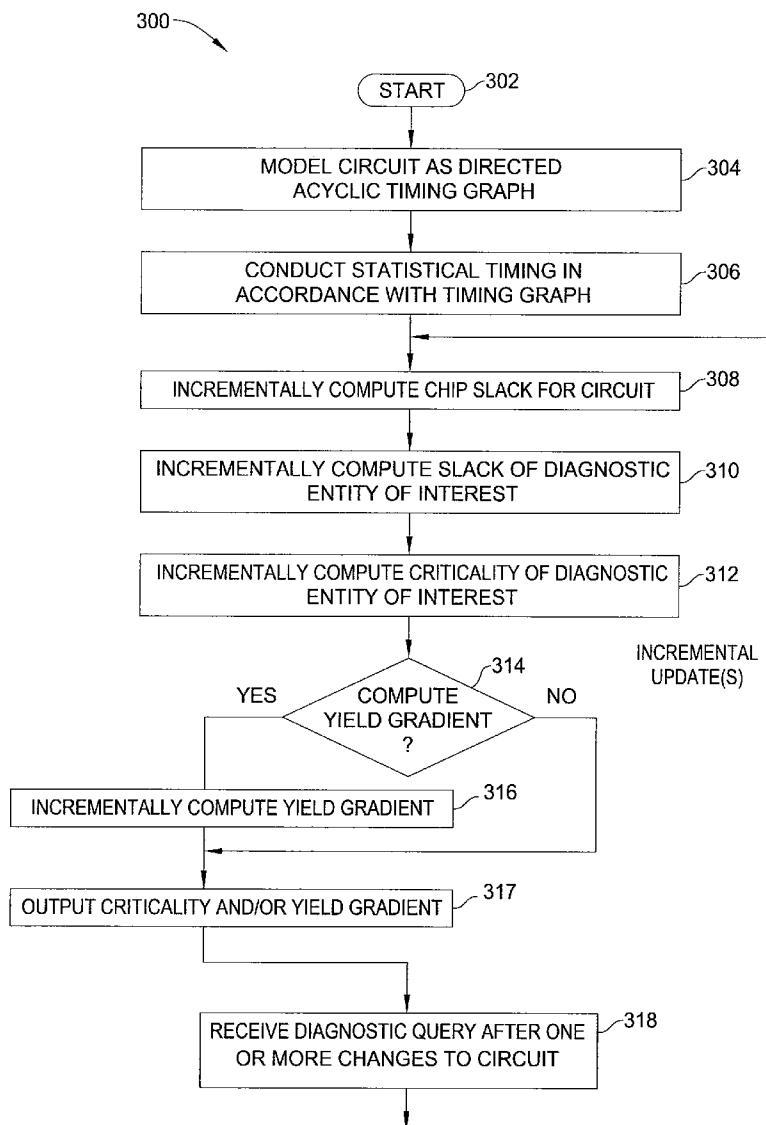 300
START
302
MODEL CIRCUIT AS DIRECTED
ACYCLIC TIMING GRAPH
304
CONDUCT STATISTICAL TIMING IN
ACCORDANCE WITH TIMING GRAPH
306
INCREMENTALLY COMPUTE CHIP SLACK FOR CIRCUIT
308
INCREMENTALLY COMPUTE SLACK OF DIAGNOSTIC
ENTITY OF INTEREST
310
INCREMENTALLY COMPUTE CRITICALITY OF DIAGNOSTIC
ENTITY OF INTEREST
312
314
INCREMENTAL
UPDATE(S)
YES
COMPUTE
YIELD GRADIENT
?
NO
INCREMENTALLY COMPUTE YIELD GRADIENT
316
OUTPUT CRITICALITY AND/OR YIELD GRADIENT
317
RECEIVE DIAGNOSTIC QUERY AFTER ONE
OR MORE CHANGES TO CIRCUIT
318